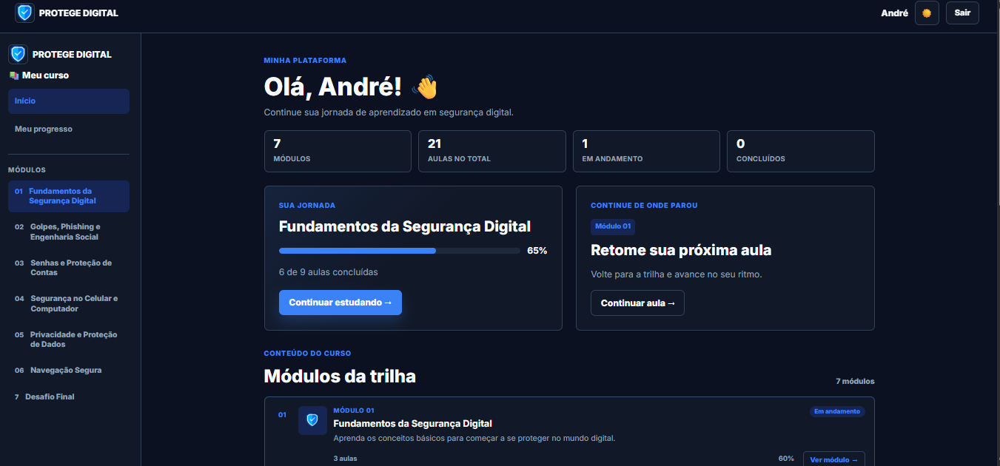 PROTEGE DIGITAL
André
Sair
PROTEGE DIGITAL
Meu curso
Início
Meu progresso
MÓDULOS
01 Fundamentos da
Segurança Digital
02 Golpes, Phishing e
Engenharia Social
03 Senhas e Proteção de
Contas
04 Segurança no Celular e
Computador
05 Privacidade e Proteção
de Dados
06 Navegação Segura
7 Desafio Final
MINHA PLATAFORMA
Olá, André! 👋
Continue sua jornada de aprendizado em segurança digital.
7
MÓDULOS
21
AULAS NO TOTAL
1
EM ANDAMENTO
0
CONCLUÍDOS
SUA JORNADA
Fundamentos da Segurança Digital
65%
6 de 9 aulas concluídas
Continuar estudando →
CONTINUE DE ONDE PAROU
Módulo 01
Retome sua próxima aula
Volte para a trilha e avance no seu ritmo.
Continuar aula →
CONTEÚDO DO CURSO
Módulos da trilha
7 módulos
01
MÓDULO 01
Em andamento
Fundamentos da Segurança Digital
Aprenda os conceitos básicos para começar a se proteger no mundo digital.
3 aulas
60%
Ver módulo →